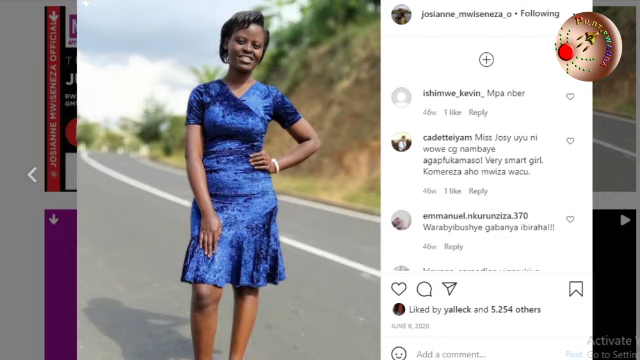 josianne_mwiseneza_o • Following
ishimwe_kevin_ Mpa nber
46w 1 like Reply
cadetteiyam Miss Josy uyu ni
wowe cg nambaye
agapfukamaso! Very smart girl.
Komereza aho mwiza wacu.
46w 1 like Reply
emmanuel.nkurunziza.370
Warabyibushye gabanya ibiraha!!!
46w Reply
Liked by yalleck and 5,254 others
JUNE 6, 2020
Add a comment...
Post
Activate
Go to Settin
@ JOSIANNE MWISENEZA OFFICIAL